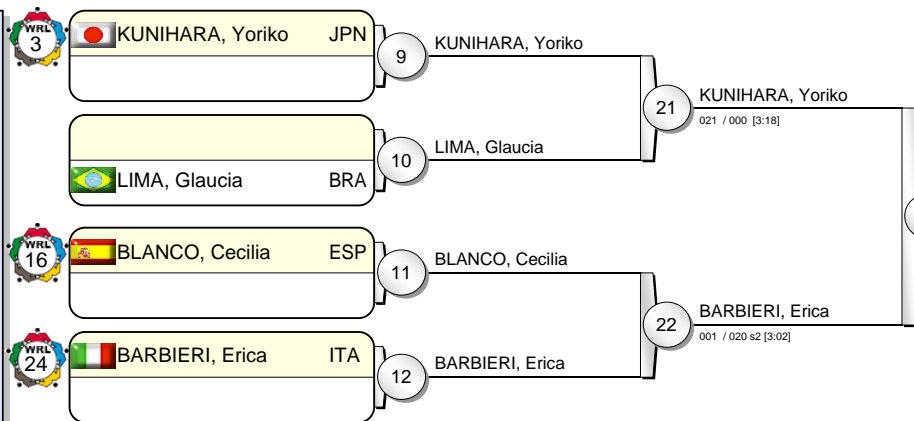 WRL
3
KUNIHARA, Yoriko JPN
9
KUNIHARA, Yoriko
21
KUNIHARA, Yoriko
021 / 000 [3:18]
LIMA, Glaucia BRA
10
LIMA, Glaucia
WRL
16
BLANCO, Cecilia ESP
11
BLANCO, Cecilia
22
BARBIERI, Erica
001 / 020 s2 [3:02]
WRL
24
BARBIERI, Erica ITA
12
BARBIERI, Erica